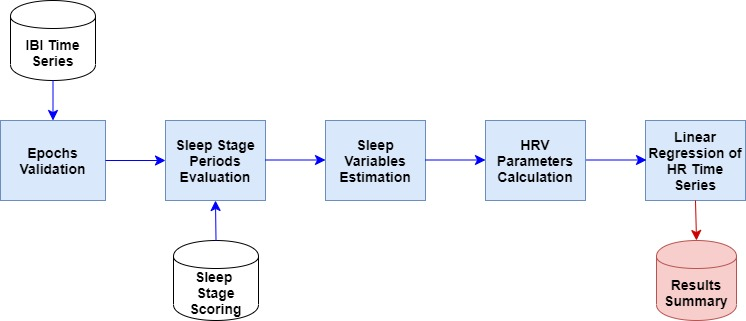 IBI Time
Series
Epochs
Validation
Sleep Stage
Periods
Evaluation
Sleep
Variables
Estimation
HRV
Parameters
Calculation
Linear
Regression of
HR Time
Series
Sleep
Stage
Scoring
Results
Summary